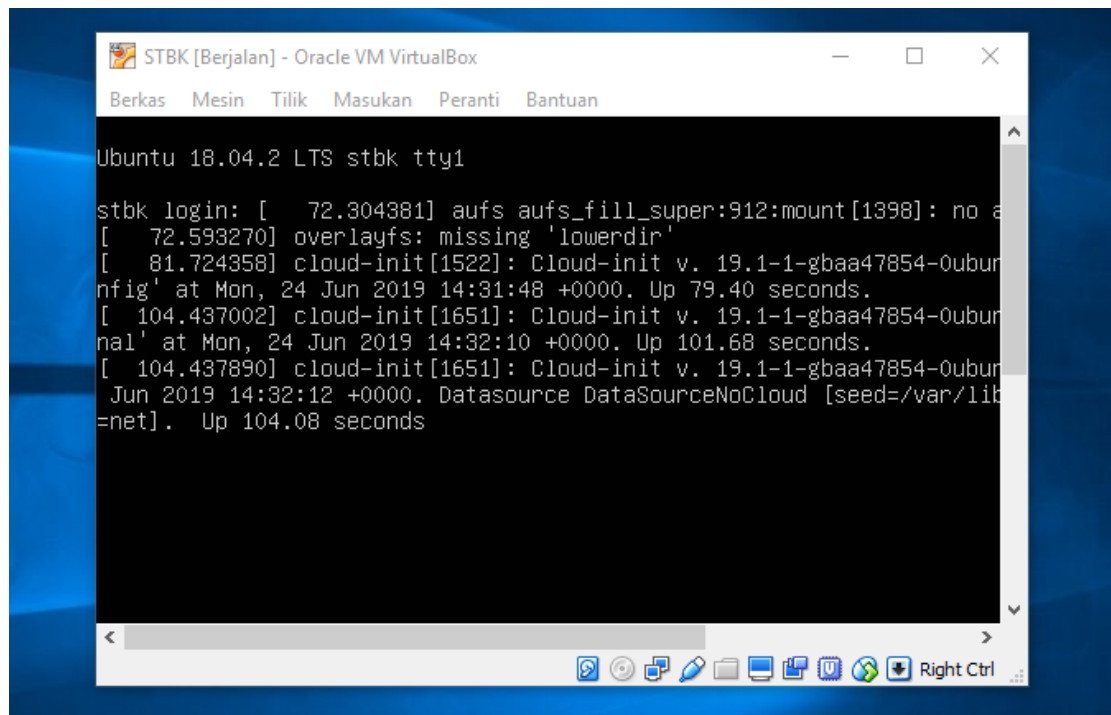 STBK [Berjalan] - Oracle VM VirtualBox
Berkas Mesin Tilik Masukan Peranti Bantuan
Ubuntu 18.04.2 LTS stbk tty1
stbk login: [   72.304381] aufs aufs_fill_super:912:mount[1398]: no a
[   72.593270] overlayfs: missing 'lowerdir'
[   81.724358] cloud-init[1522]: Cloud-init v. 19.1-1-gbaa47854-0ubun
nfig' at Mon, 24 Jun 2019 14:31:48 +0000. Up 79.40 seconds.
[  104.437002] cloud-init[1651]: Cloud-init v. 19.1-1-gbaa47854-0ubun
nal' at Mon, 24 Jun 2019 14:32:10 +0000. Up 101.68 seconds.
[  104.437890] cloud-init[1651]: Cloud-init v. 19.1-1-gbaa47854-0ubun
 Jun 2019 14:32:12 +0000. Datasource DataSourceNoCloud [seed=/var/lib
=net].  Up 104.08 seconds
Right Ctrl